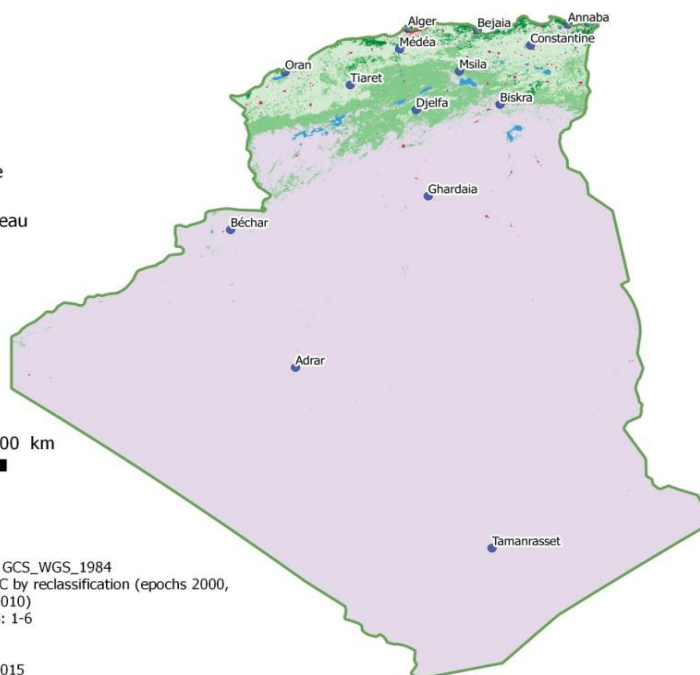 Alger
Bejaia
Annaba
Médéa
Constantine
Oran
Msila
Tiaret
Biskra
Djelfa
Ghardaia
eau
Béchar
Adrar
00 km
Tamanrasset
GCS_WGS_1984
C by reclassification (epochs 2000,
010)
: 1-6
015